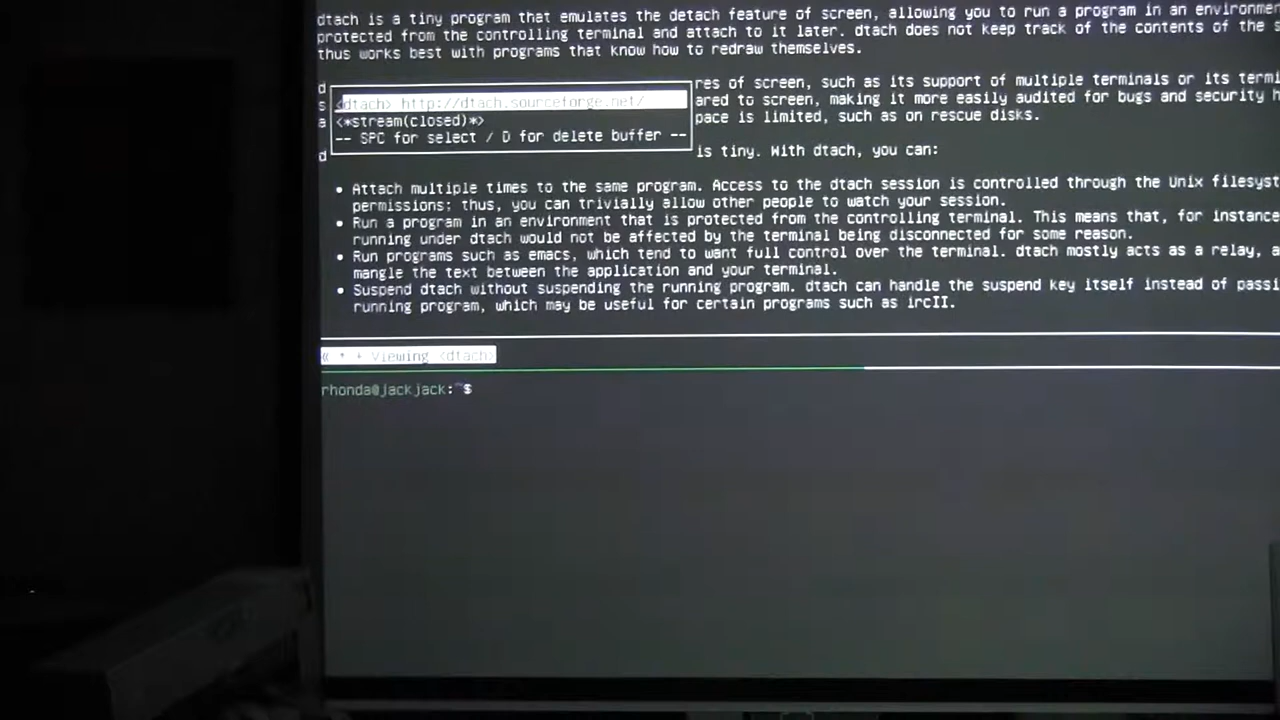 dtach is a tiny program that emulates the detach feature of screen, allowing you to run a program in an environmen
protected from the controlling terminal and attach to it later. dtach does not keep track of the contents of the s
thus works best with programs that know how to redraw themselves.
d res of screen, such as its support of multiple terminals or its termi
<dtach> http://dtach.sourceforge.net/
s ared to screen, making it more easily audited for bugs and security h
<*stream(closed)*>
a pace is limited, such as on rescue disks.
-- SPC for select / D for delete buffer --
d is tiny. With dtach, you can:
• Attach multiple times to the same program. Access to the dtach session is controlled through the Unix filesyst
permissions; thus, you can trivially allow other people to watch your session.
• Run a program in an environment that is protected from the controlling terminal. This means that, for instance
running under dtach would not be affected by the terminal being disconnected for some reason.
• Run programs such as emacs, which tend to want full control over the terminal. dtach mostly acts as a relay, a
mangle the text between the application and your terminal.
• Suspend dtach without suspending the running program. dtach can handle the suspend key itself instead of passi
running program, which may be useful for certain programs such as ircII.
« ↑ ↓ Viewing <dtach>
rhonda@jackjack:~$